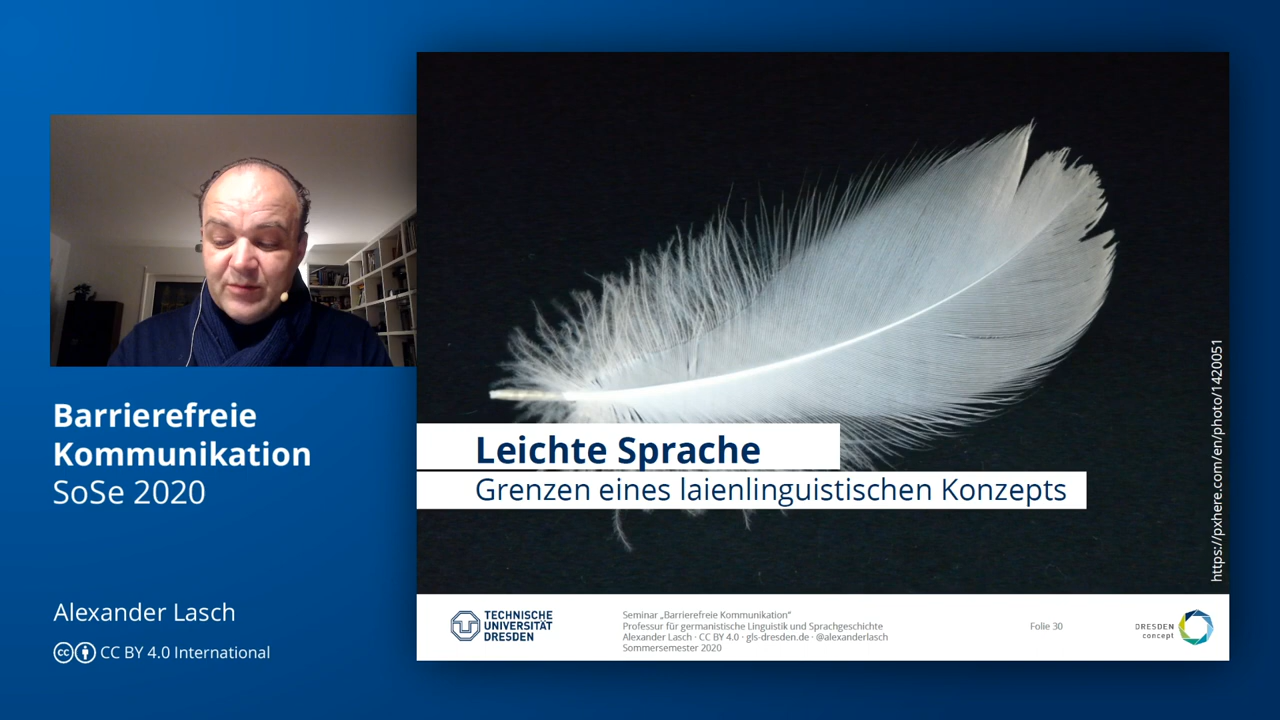 Barrierefreie
Kommunikation
SoSe 2020
Alexander Lasch
CC BY 4.0 International
Leichte Sprache
Grenzen eines laienlinguistischen Konzepts
https://pxhere.com/en/photo/1420051
TECHNISCHE
UNIVERSITÄT
DRESDEN
Seminar „Barrierefreie Kommunikation“
Professur für germanistische Linguistik und Sprachgeschichte
Alexander Lasch · CC BY 4.0 · gls-dresden.de · @alexanderlasch
Sommersemester 2020
Folie 30
DRESDEN
concept